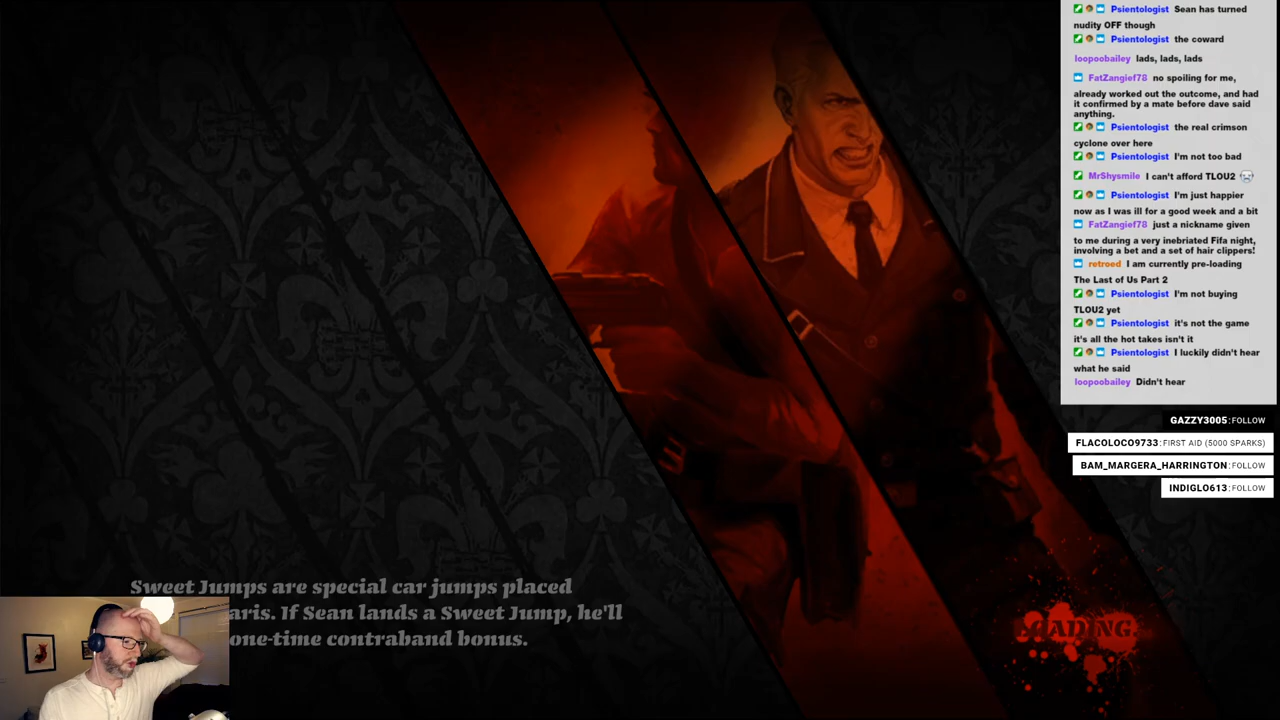 Psientologist Sean has turned
nudity OFF though
Psientologist the coward
loopoobailey lads, lads, lads
FatZangief78 no spoiling for me,
already worked out the outcome, and had
it confirmed by a mate before dave said
anything.
Psientologist the real crimson
cyclone over here
Psientologist I'm not too bad
MrShysmile I can't afford TLOU2
Psientologist I'm just happier
now as I was ill for a good week and a bit
FatZangief78 just a nickname given
to me during a very inebriated Fifa night,
involving a bet and a set of hair clippers!
retroed I am currently pre-loading
The Last of Us Part 2
Psientologist I'm not buying
TLOU2 yet
Psientologist it's not the game
it's all the hot takes isn't it
Psientologist I luckily didn't hear
what he said
loopoobailey Didn't hear
GAZZY3005:FOLLOW
FLACOLOCO9733:FIRST AID (5000 SPARKS)
BAM_MARGERA_HARRINGTON:FOLLOW
INDIGLO613:FOLLOW
Sweet Jumps are special car jumps placed
aris. If Sean lands a Sweet Jump, he'll
one-time contraband bonus.
LOADING.